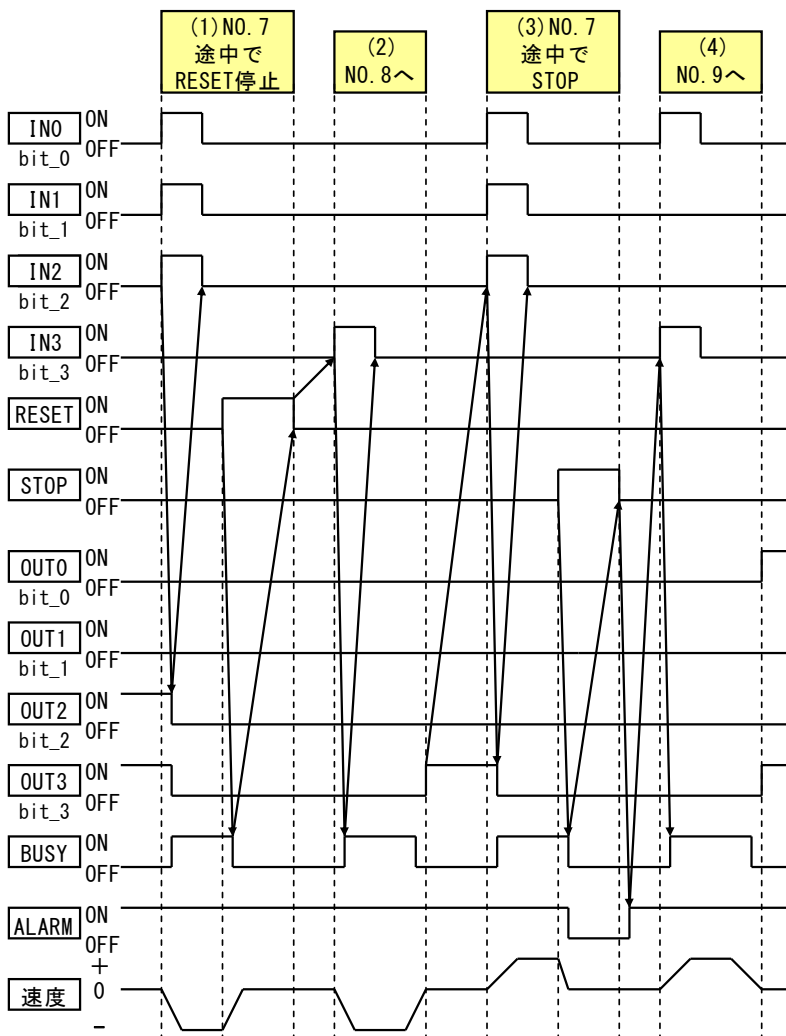 (1)NO.7
途中で
RESET停止
(2)
NO.8へ
(3)NO.7
途中で
STOP
(4)
NO.9へ
IN0 ON
bit_0 OFF
IN1 ON
bit_1 OFF
IN2 ON
bit_2 OFF
IN3 ON
bit_3 OFF
RESET ON
OFF
STOP ON
OFF
OUT0 ON
bit_0 OFF
OUT1 ON
bit_1 OFF
OUT2 ON
bit_2 OFF
OUT3 ON
bit_3 OFF
BUSY ON
OFF
ALARM ON
OFF
+
速度 0
-